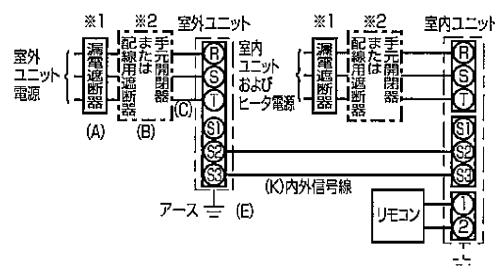 ※1
※2
室外ユニット
※1
※2
室内ユニット
室外
ユニット
電源
漏電遮断器
手元開閉器
または
配線用遮断器
(A)
(B)
(C)
R
S
T
S1
S2
S3
室内
ユニット
および
ヒータ電源
漏電遮断器
手元開閉器
または
配線用遮断器
R
S
T
S1
S2
S3
(K)内外信号線
アース
(E)
リモコン
1
2